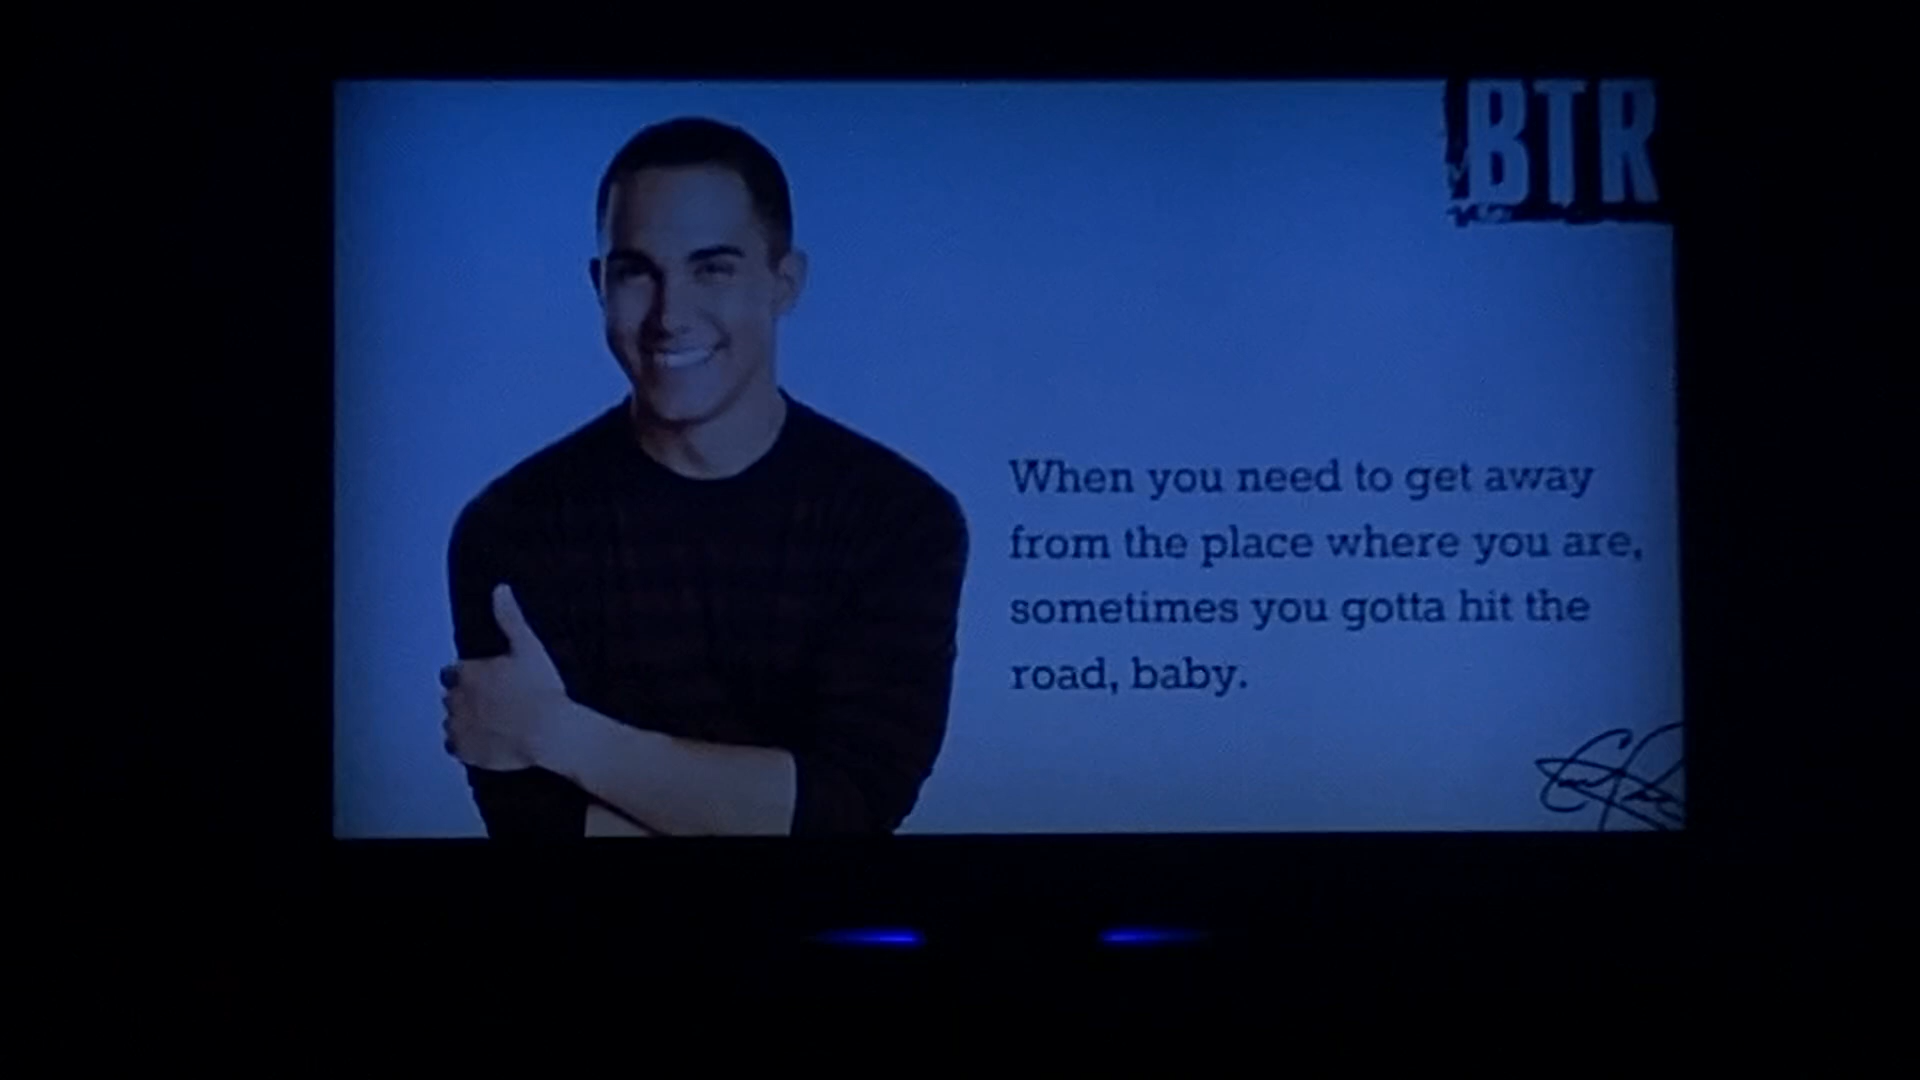 BTR
When you need to get away
from the place where you are,
sometimes you gotta hit the
road, baby.